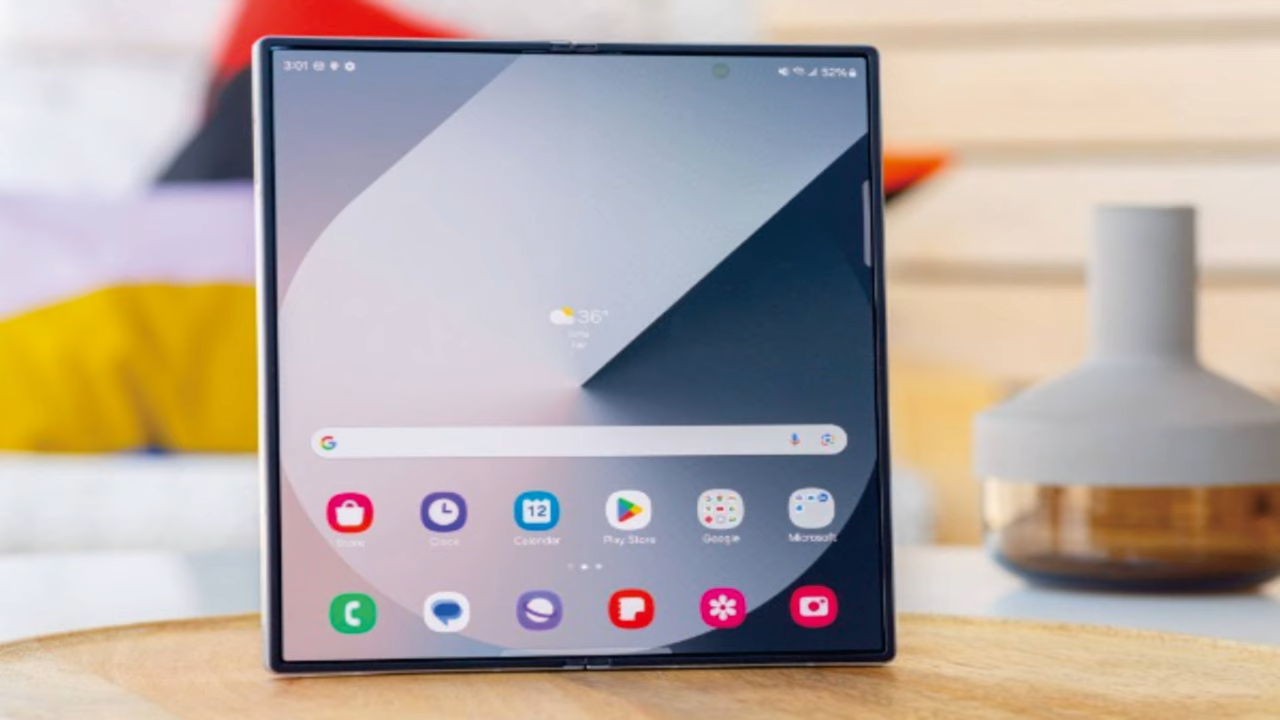 3:01
52%
36°
Store
Clock
12
Calendar
Play Store
Google
Microsoft